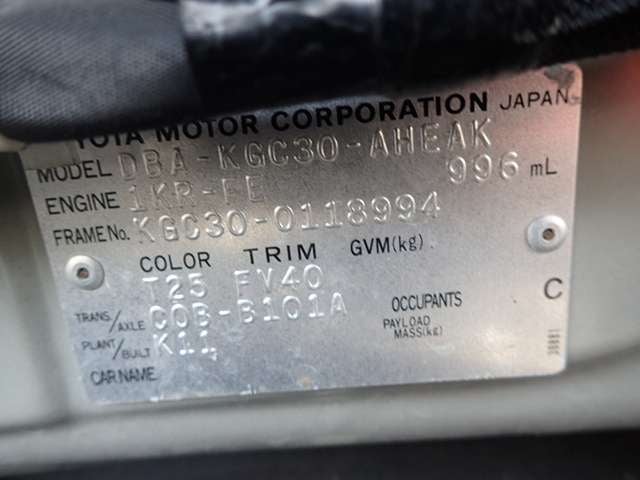 TOYOTA MOTOR CORPORATION JAPAN
MODEL DBA-KGC30-AHEAK
ENGINE 1KR-FE 996 mL
FRAME No. KGC30-0118994
COLOR TRIM GVM(kg)
T25 FV40
TRANS/AXLE C0B-B101A OCCUPANTS C
PLANT/BUILT K11 PAYLOAD MASS(kg)
CAR NAME